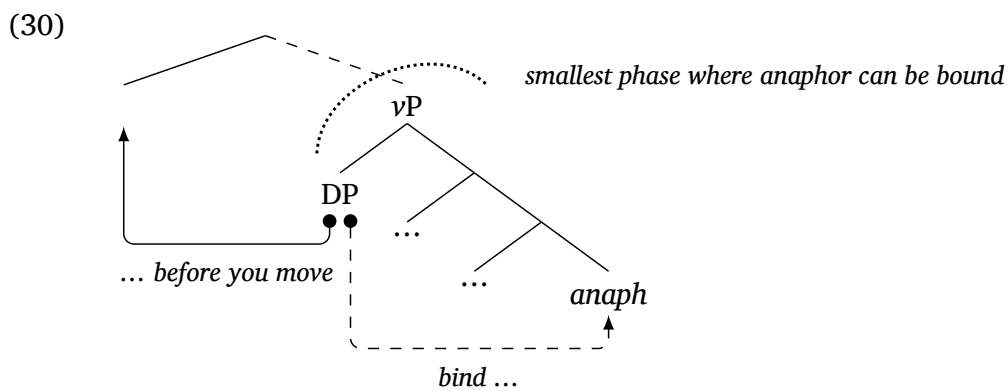 (30)
smallest phase where anaphor can be bound
vP
DP
…
… before you move
…
anaph
bind …